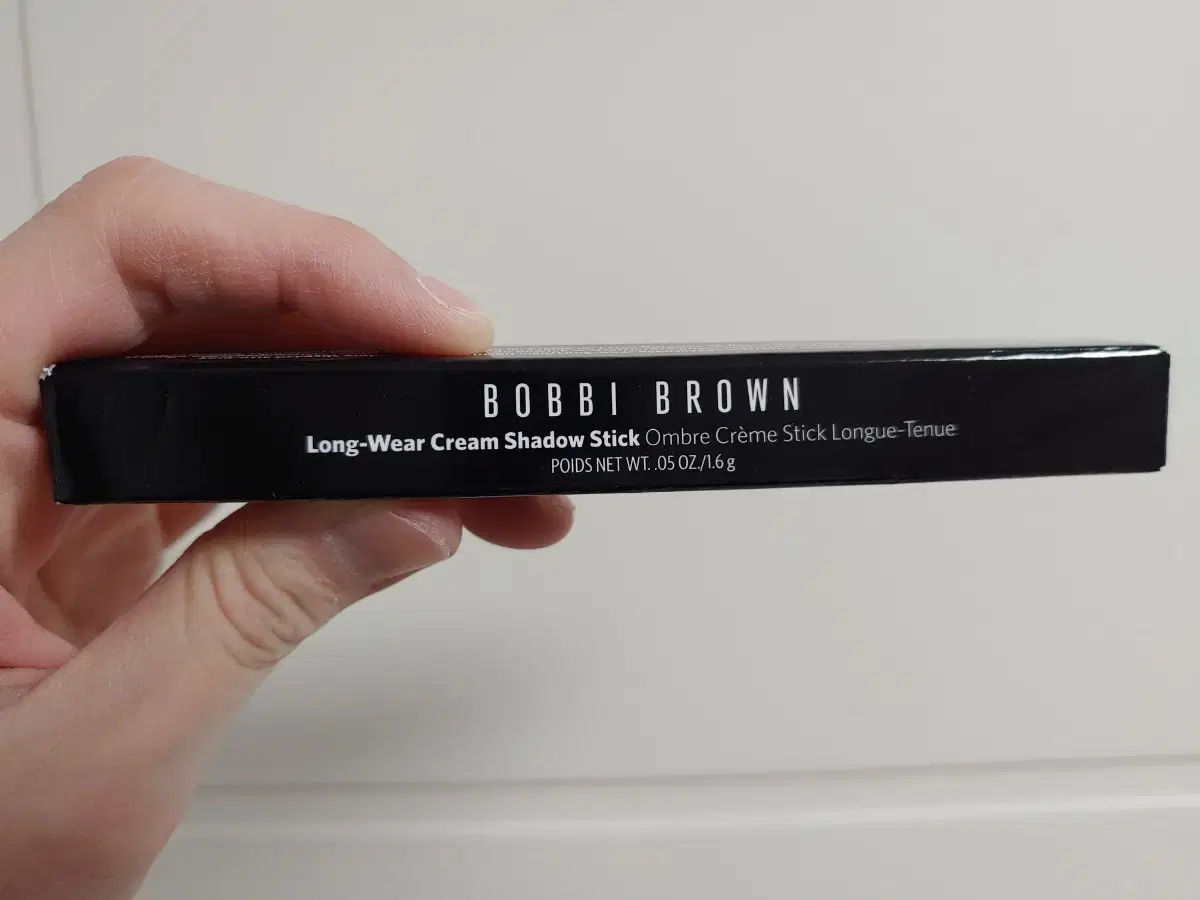 BOBBI BROWN
Long-Wear Cream Shadow Stick Ombre Crème Stick Longue-Tenue
POIDS NET WT. .05 OZ./1.6 g